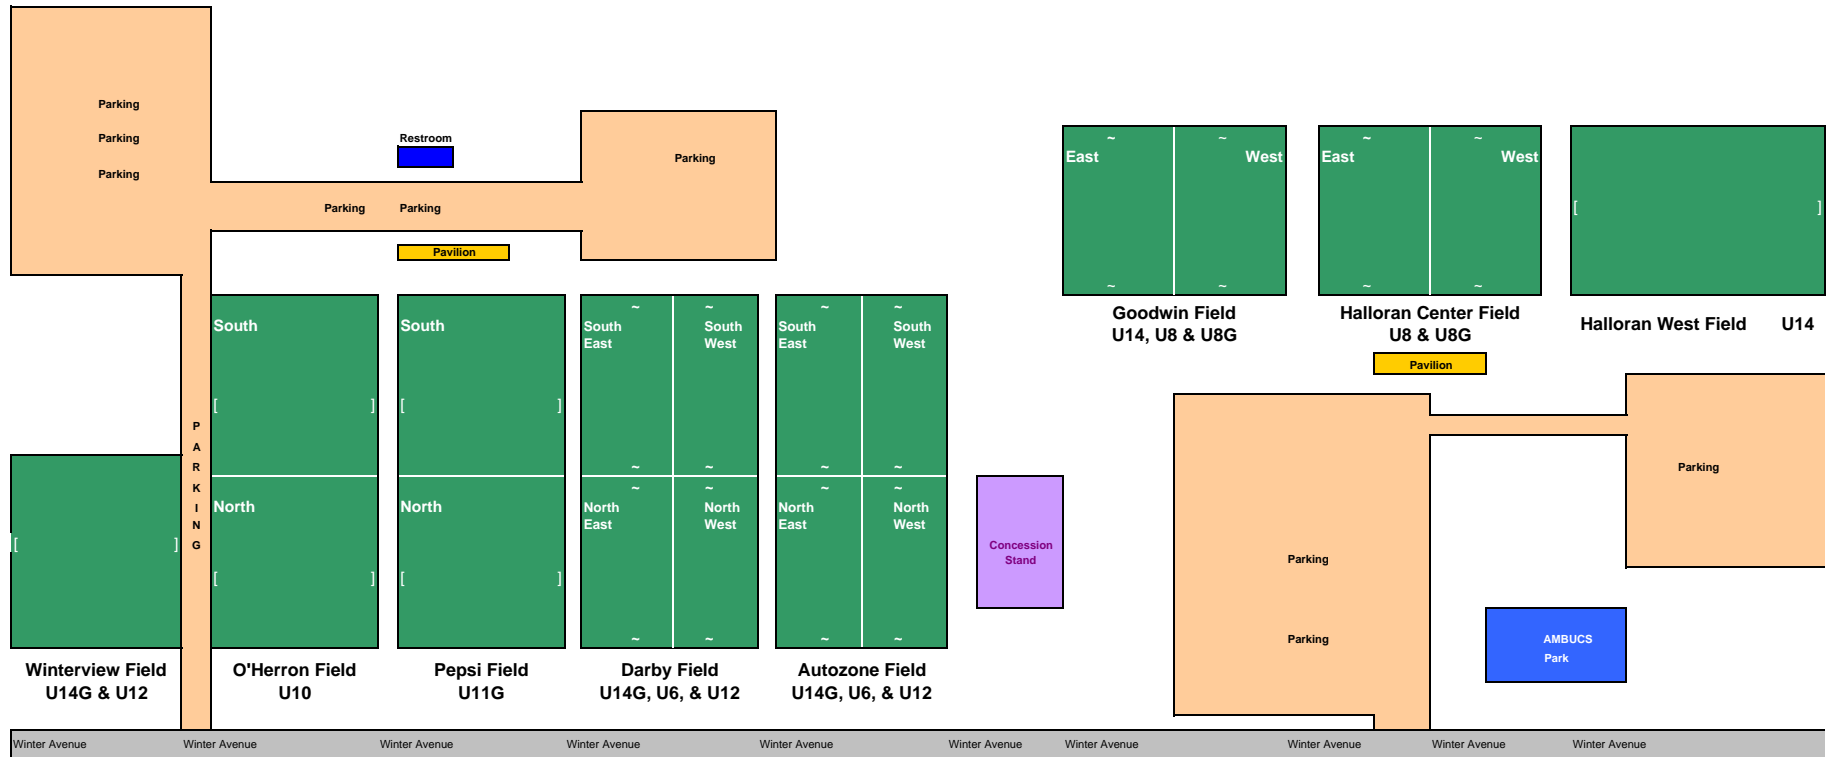 Parking
Parking
Parking
Restroom
Parking
Parking Parking
Pavilion
~ ~
East West
~ ~
Goodwin Field
U14, U8 & U8G
~ ~
East West
~ ~
Halloran Center Field
U8 & U8G
[ ]
Halloran West Field U14
Pavilion
Parking
Parking
Parking
AMBUCS
Park
P
A
R
K
I
N
G
[ ]
Winterview Field
U14G & U12
South
[ ]
North
[ ]
O'Herron Field
U10
South
[ ]
North
[ ]
Pepsi Field
U11G
~ ~
South South
East West
~ ~
~ ~
North North
East West
~ ~
Darby Field
U14G, U6, & U12
~ ~
South South
East West
~ ~
~ ~
North North
East West
~ ~
Autozone Field
U14G, U6, & U12
Concession
Stand
Winter Avenue Winter Avenue Winter Avenue Winter Avenue Winter Avenue Winter Avenue Winter Avenue Winter Avenue Winter Avenue Winter Avenue